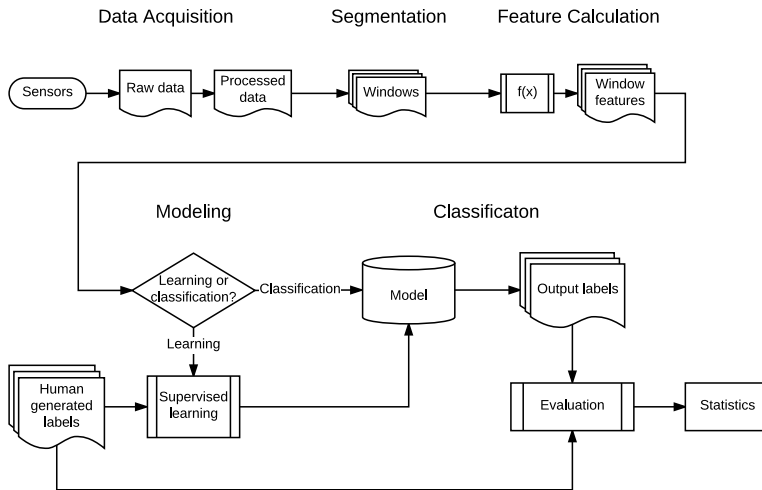 Data Acquisition
Segmentation
Feature Calculation
Sensors
Raw data
Processed
data
Windows
f(x)
Window
features
Modeling
Classificaton
Learning or
classification?
Classification
Model
Output labels
Learning
Human
generated
labels
Supervised
learning
Evaluation
Statistics